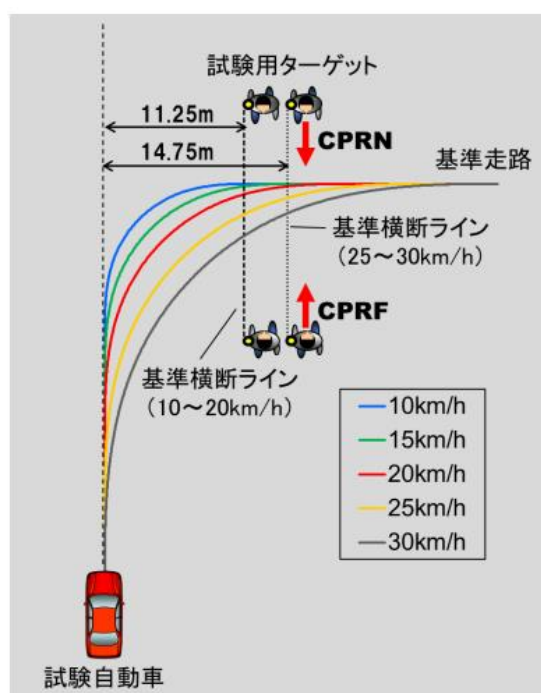 試験用ターゲット
11.25m
CPRN
14.75m
基準走路
基準横断ライン
(25～30km/h)
CPRF
基準横断ライン
(10～20km/h)
10km/h
15km/h
20km/h
25km/h
30km/h
試験自動車